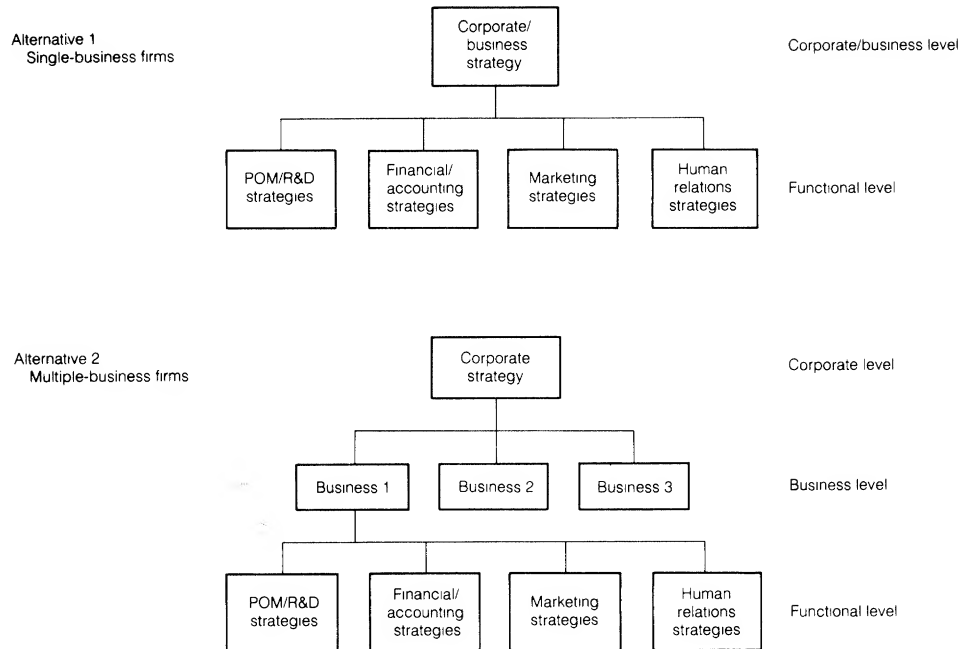 Alternative 1
Single-business firms
Corporate/
business
strategy
Corporate/business level
POM/R&D
strategies
Financial/
accounting
strategies
Marketing
strategies
Human
relations
strategies
Functional level
Alternative 2
Multiple-business firms
Corporate
strategy
Corporate level
Business 1
Business 2
Business 3
Business level
POM/R&D
strategies
Financial/
accounting
strategies
Marketing
strategies
Human
relations
strategies
Functional level